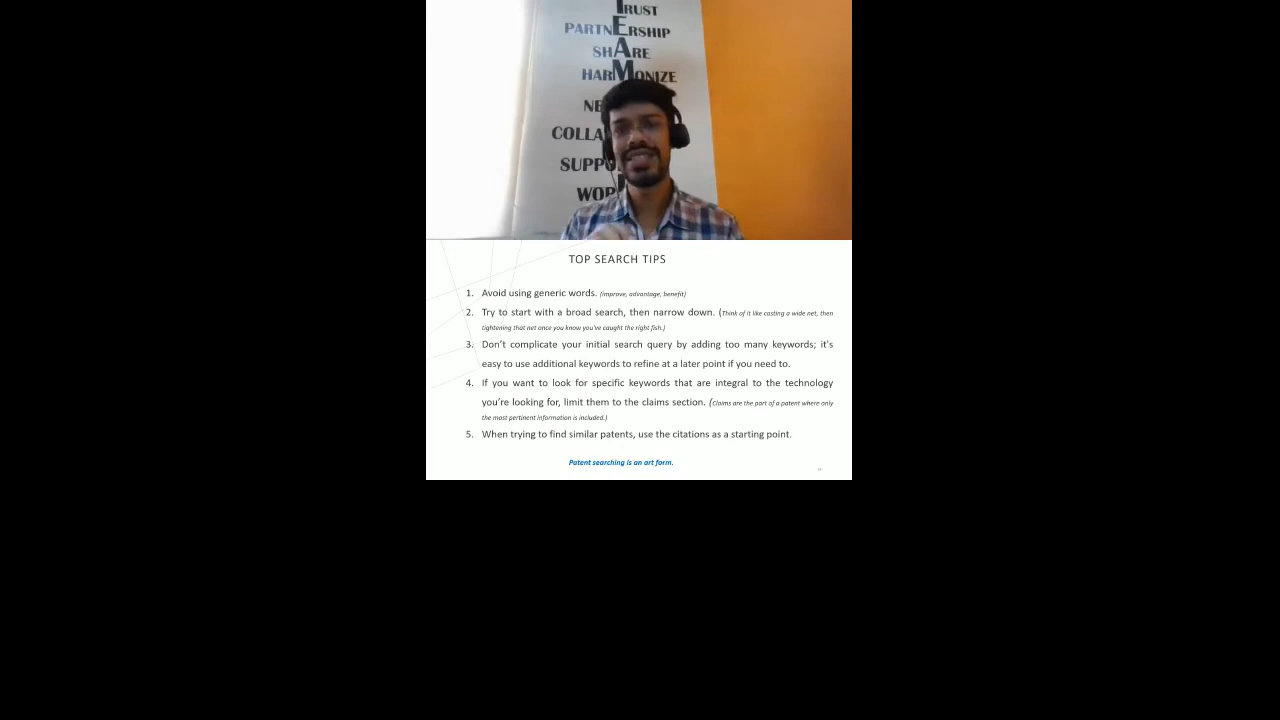 TRUST
PARTNERSHIP
SHARE
HARMONIZE
NE
COLLA
SUPPO
WOR
TOP SEARCH TIPS
1. Avoid using generic words. (improve, advantage, benefit)
2. Try to start with a broad search, then narrow down. (Think of it like casting a wide net, then
tightening that net once you know you've caught the right fish.)
3. Don't complicate your initial search query by adding too many keywords; it's
easy to use additional keywords to refine at a later point if you need to.
4. If you want to look for specific keywords that are integral to the technology
you're looking for, limit them to the claims section. (Claims are the part of a patent where only
the most pertinent information is included.)
5. When trying to find similar patents, use the citations as a starting point.
Patent searching is an art form.